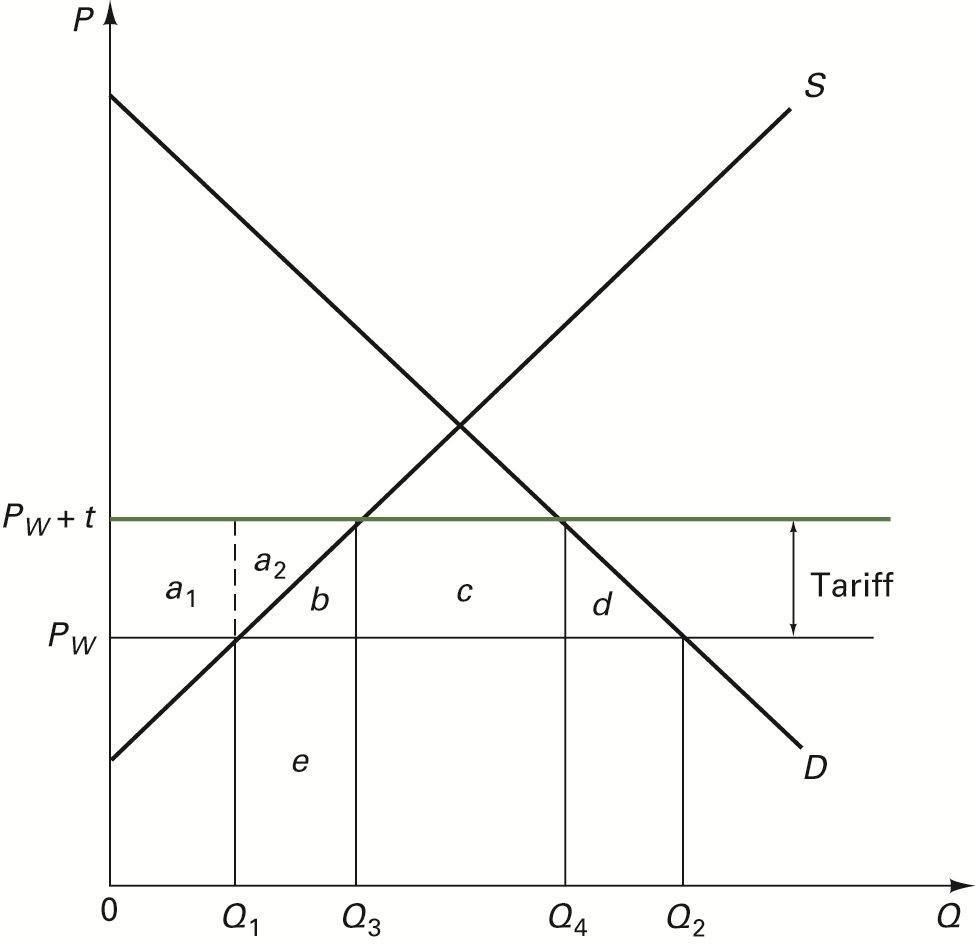 P
S
P_W + t
a_2
a_1
b
c
d
Tariff
P_W
e
D
0
Q_1
Q_3
Q_4
Q_2
Q